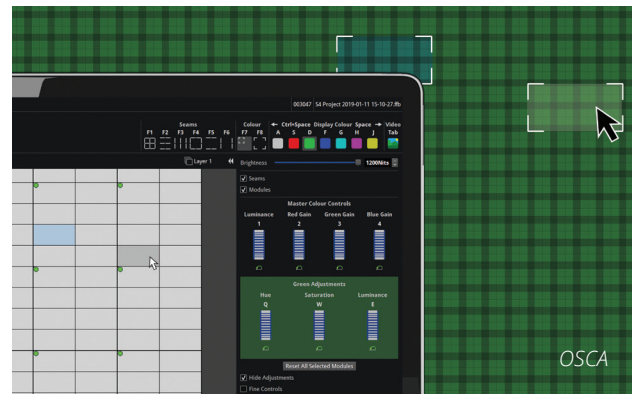 003047 S4 Project 2019-01-11 15-10-27.ffb
Seams Colour ← Ctrl+Space Display Colour Space → Video
F1 F2 F3 F4 F5 F6 F7 F8 A S D F G H J Tab
Layer 1 Brightness 1200Nits
Seams
Modules
Master Colour Controls
Luminance Red Gain Green Gain Blue Gain
1 2 3 4
Green Adjustments
Hue Saturation Luminance
Q W E
Reset All Selected Modules
Hide Adjustments
Fine Controls
OSCA